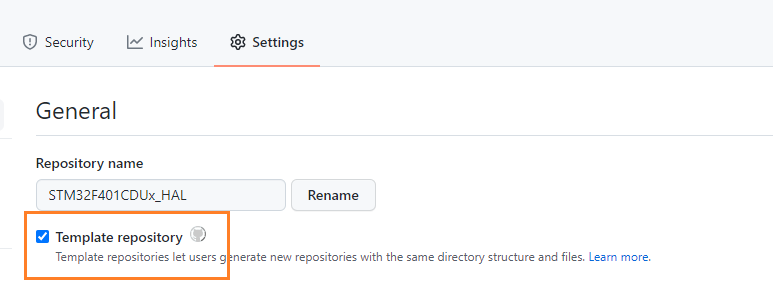 Security Insights Settings
General
Repository name
STM32F401CDUx_HAL Rename
Template repository
Template repositories let users generate new repositories with the same directory structure and files. Learn more.